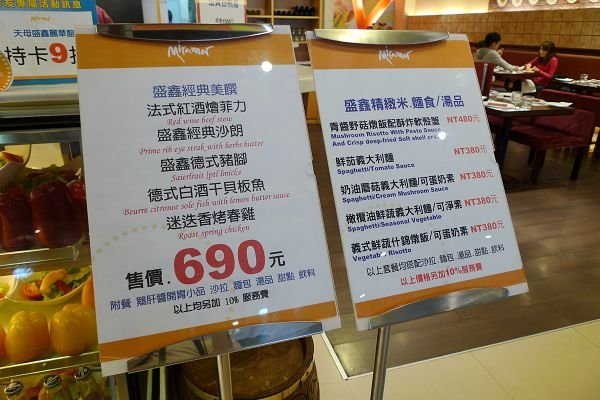 天母盛鑫麗華館
持卡9
Miramar
盛鑫經典美饌
法式紅酒燴菲力
Red wine beef stew
盛鑫經典沙朗
Prime rib eye strak with herbs butter
盛鑫德式豬腳
德式白酒干貝板魚
Beurre citronee sole fish with lemon butter sauce
迷迭香烤春雞
Roast spring chicken
售價.690元
附餐 鵝肝醬開胃小品 沙拉 麵包 湯品 甜點 飲料
以上均另加 10% 服務費
Miramar
盛鑫精緻米.麵食/湯品
青醬野菇燉飯配酥炸軟殼蟹 NT480元
Mushroom Risotto With Pesto Sauce
And Crisp deep-fried Soft shell crab
鮮茄義大利麵 NT380元
Spaghetti/Tomato Sauce
奶油蘑菇義大利麵/可蛋奶素 NT380元
Spaghetti/Cream Mushroom Sauce
橄欖油鮮蔬義大利麵/可淨素 NT380元
Spaghetti/Seasonal Vegetable
義式鮮蔬什錦燉飯/可蛋奶素 NT380元
Vegetable Risotto
以上套餐均搭配沙拉 麵包 湯品 甜點 飲料
以上價格另加10%服務費